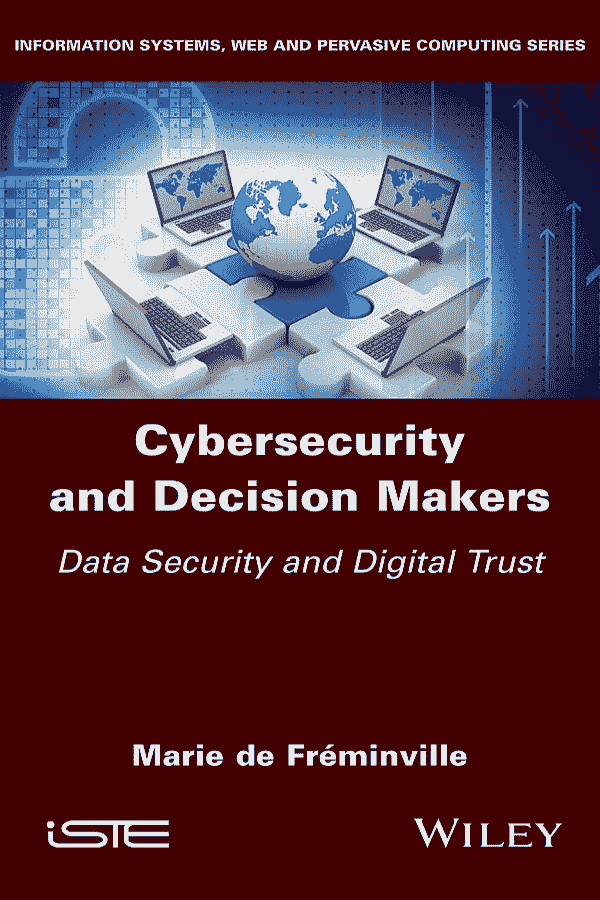 INFORMATION SYSTEMS, WEB AND PERVASIVE COMPUTING SERIES
Cybersecurity
and Decision Makers
Data Security and Digital Trust
Marie de Fréminville
iSTE
WILEY